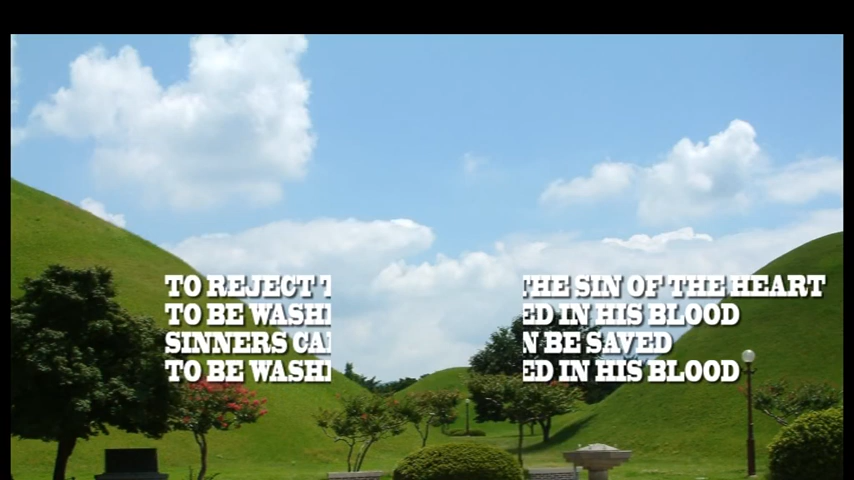 TO REJECT THE SIN OF THE HEART
TO BE WASHED IN HIS BLOOD
SINNERS CAN BE SAVED
TO BE WASHED IN HIS BLOOD